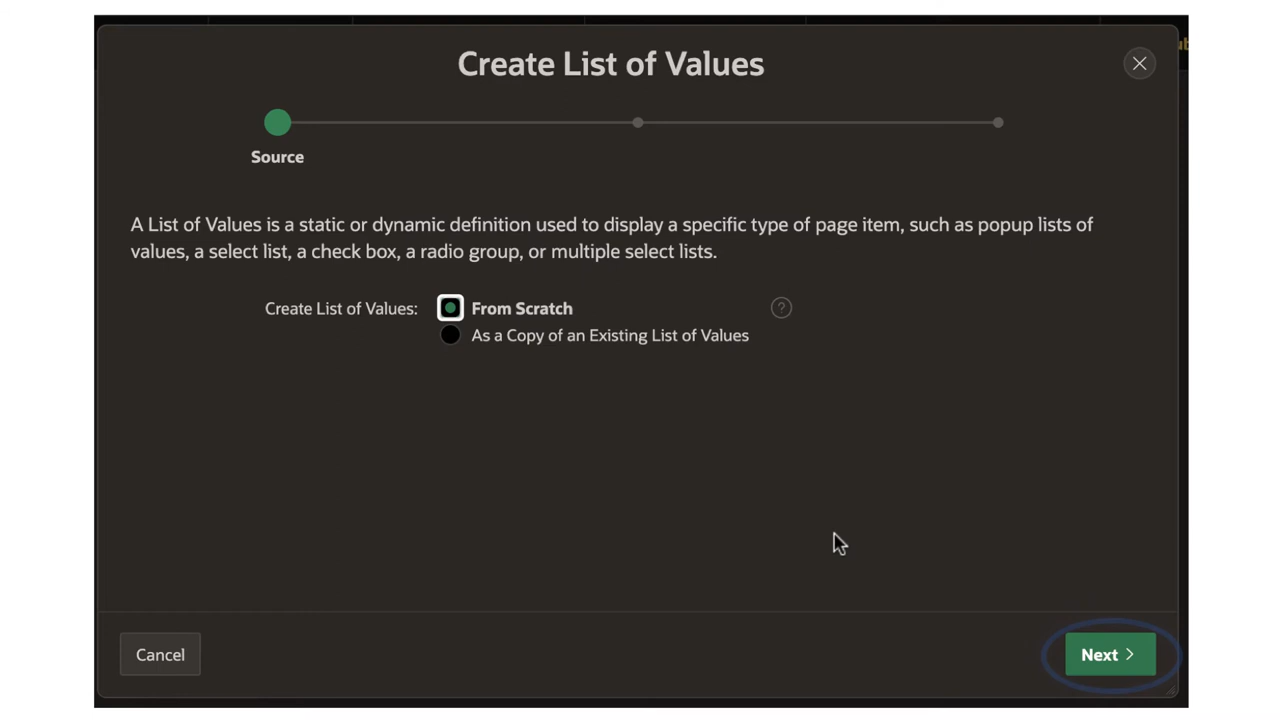 Create List of Values
Source
A List of Values is a static or dynamic definition used to display a specific type of page item, such as popup lists of
values, a select list, a check box, a radio group, or multiple select lists.
Create List of Values:
From Scratch
?
As a Copy of an Existing List of Values
Cancel
Next